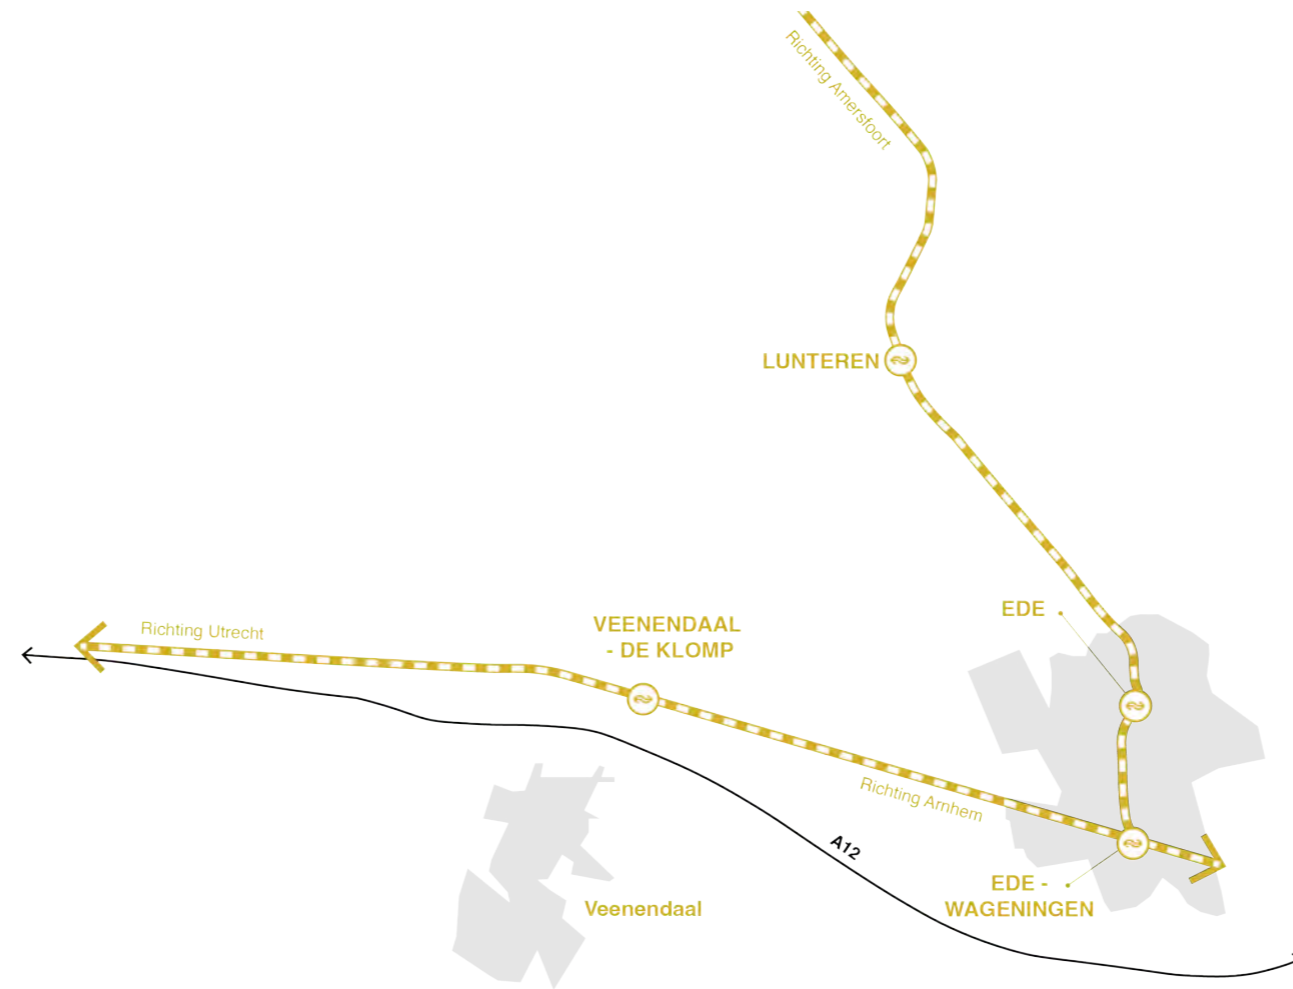 Richting Amersfoort
LUNTEREN
EDE
Richting Utrecht
VEENENDAAL
- DE KLOMP
Richting Arnhem
A12
EDE -
WAGENINGEN
Veenendaal